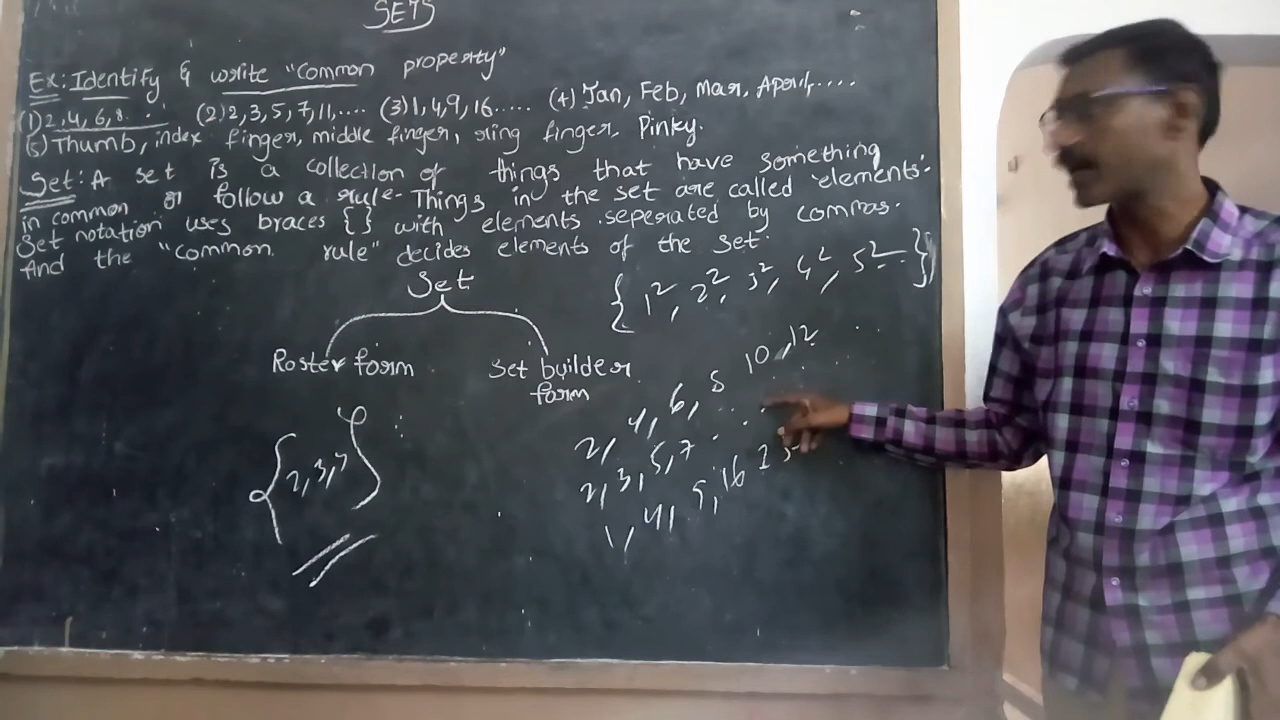 SETS
Ex: Identify & write "Common property"
(1) 2, 4, 6, 8. . (2) 2, 3, 5, 7, 11,.... (3) 1, 4, 9, 16..... (4) Jan, Feb, Mar, April,....
(5) Thumb, index finger, middle finger, ring finger, Pinky.
Set: A set is a collection of things that have something
in common or follow a rule. Things in the set are called 'elements'.
Set notation uses braces { } with elements seperated by commas.
And the "common rule" decides elements of the set.
Set
{ 1², 2², 3², 4², 5² -- }
Roster form
Set builder
form
2, 4, 6, 8 10, 12 . .
2, 3, 5, 7 . . .
1, 4, 9, 16 25
{ 2, 3, 7 }